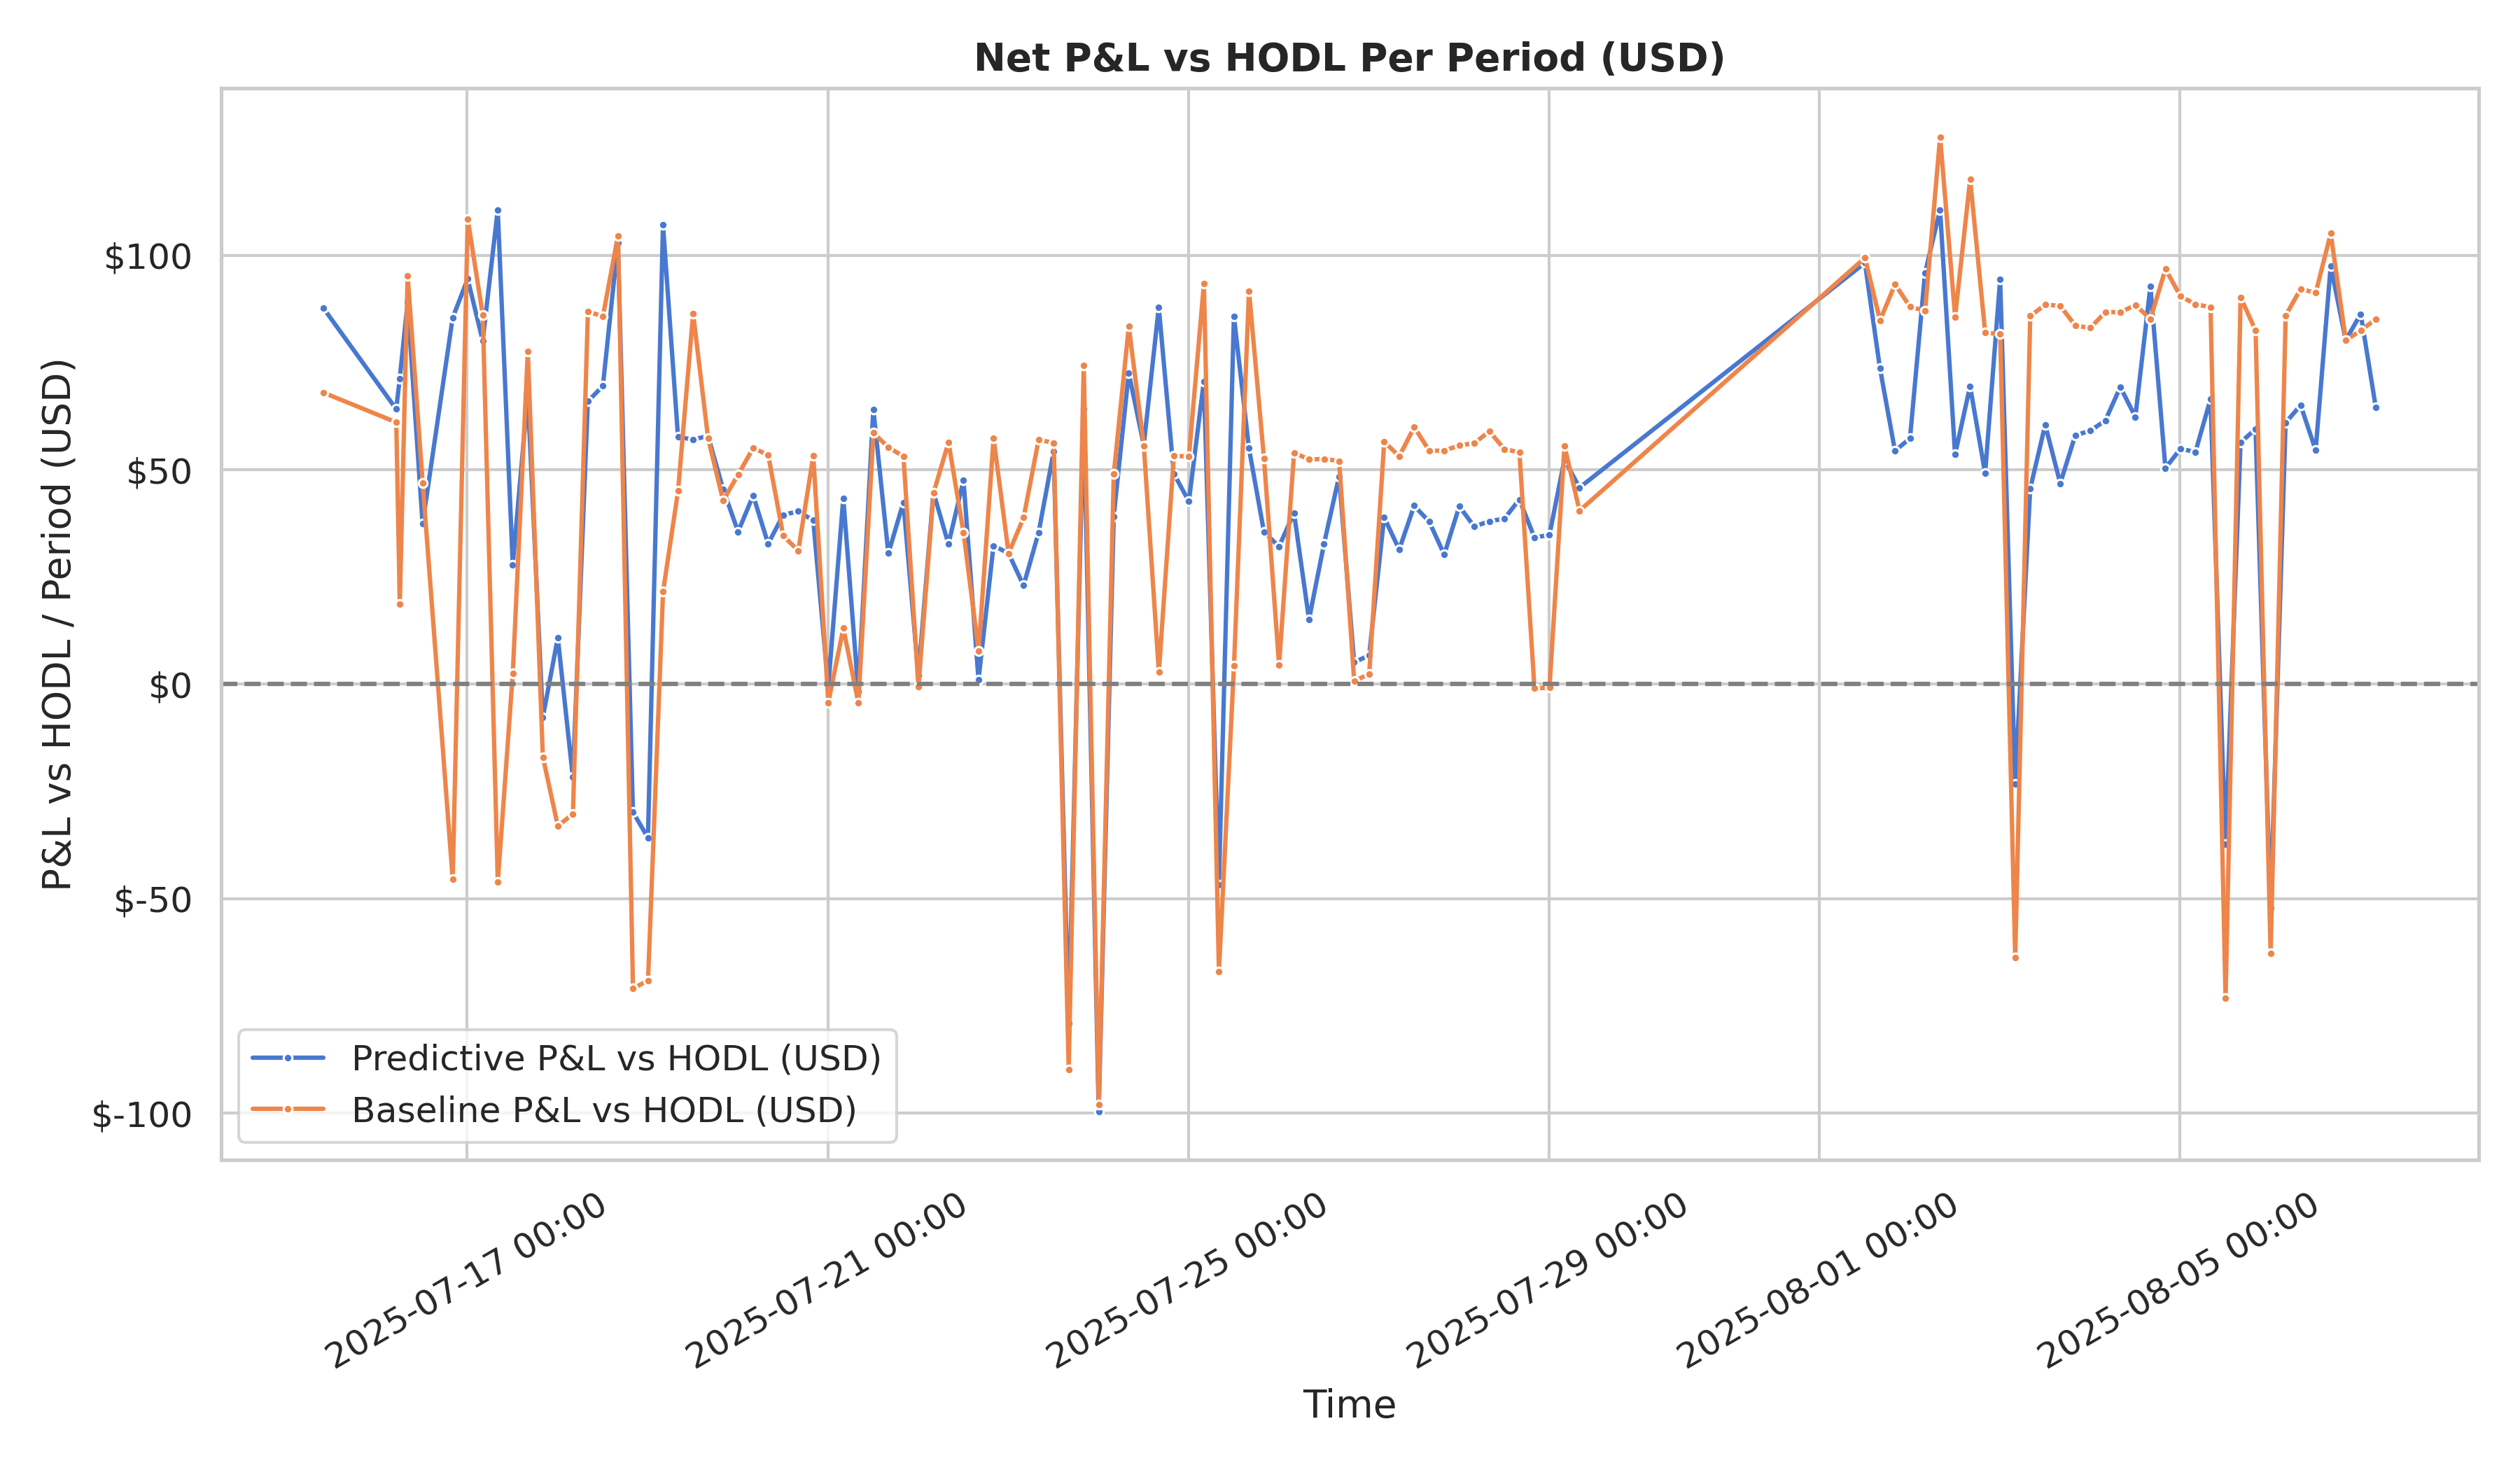 Net P&L vs HODL Per Period (USD)
P&L vs HODL / Period (USD)
$100
$50
$0
$-50
$-100
Predictive P&L vs HODL (USD)
Baseline P&L vs HODL (USD)
2025-07-17 00:00
2025-07-21 00:00
2025-07-25 00:00
2025-07-29 00:00
2025-08-01 00:00
2025-08-05 00:00
Time